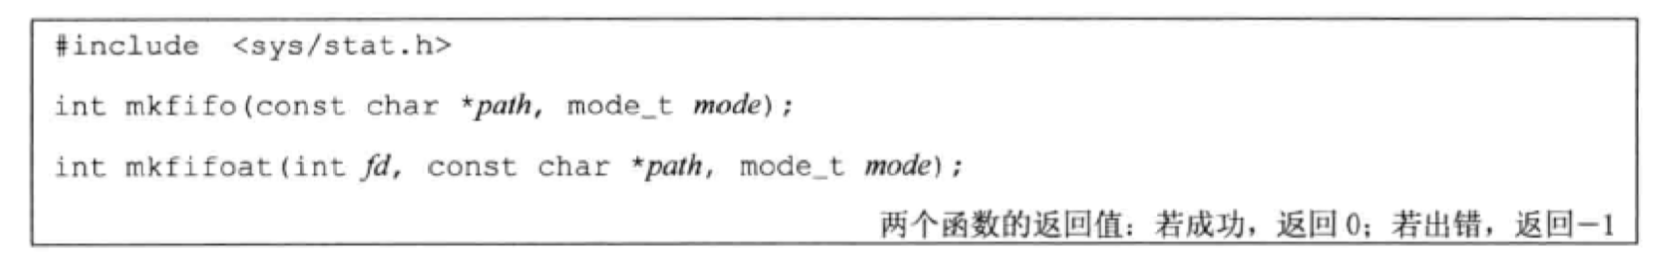 #include <sys/stat.h>
int mkfifo(const char *path, mode_t mode);
int mkfifoat(int fd, const char *path, mode_t mode);
两个函数的返回值：若成功，返回 0；若出错，返回－1